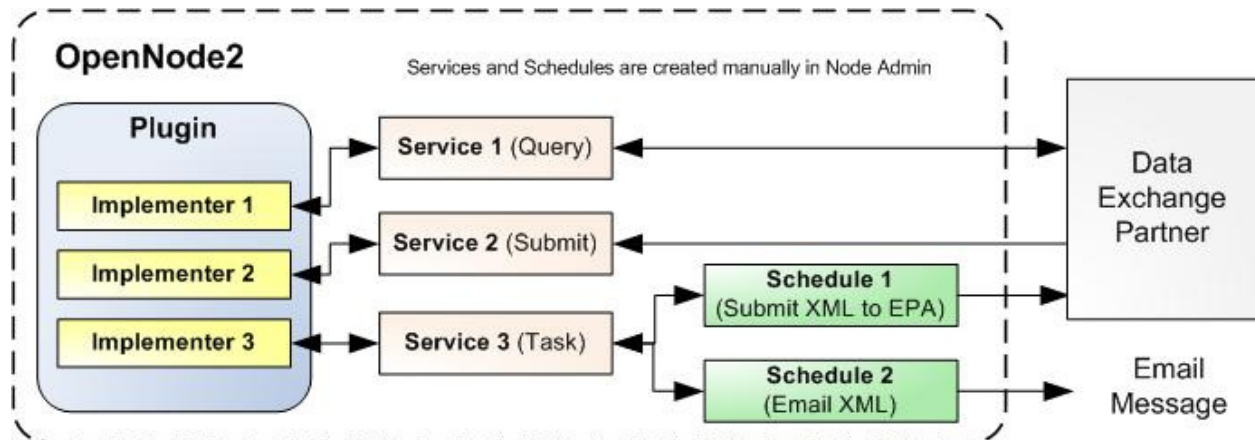 OpenNode2
Services and Schedules are created manually in Node Admin
Plugin
Implementer 1
Implementer 2
Implementer 3
Service 1 (Query)
Service 2 (Submit)
Service 3 (Task)
Schedule 1
(Submit XML to EPA)
Schedule 2
(Email XML)
Data
Exchange
Partner
Email
Message